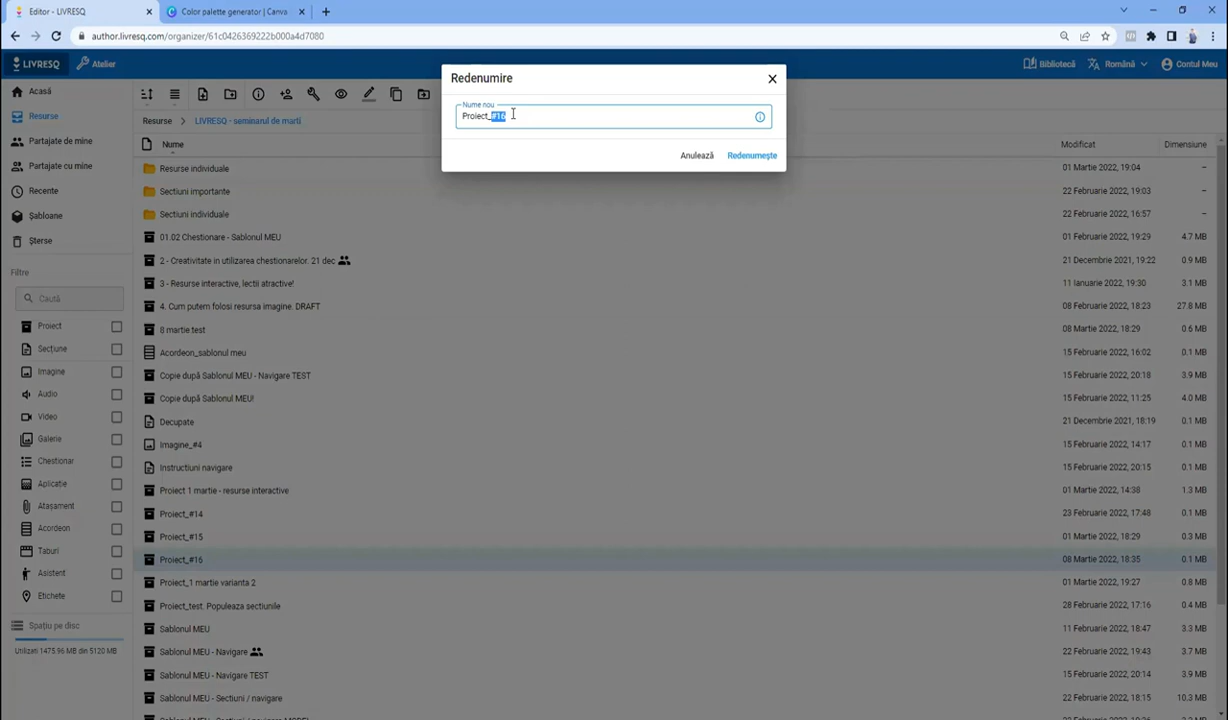 Editor - LIVRESQ
Color palette generator | Canva
author.livresq.com/organizer/61c0426369222b000a4d7080
LIVRESQ
Atelier
Bibliotecă
Română
Contul Meu
Redenumire
Nume nou
Proiect_#16
Anulează
Redenumește
Acasă
Resurse
Partajate de mine
Partajate cu mine
Recente
Șabloane
Șterse
Filtre
Caută
Proiect
Secțiune
Imagine
Audio
Video
Galerie
Chestionar
Aplicație
Atașament
Acordeon
Taburi
Asistent
Etichete
Spațiu pe disc
Utilizeti 1475.96 MB din 5120 MB
Resurse
LIVRESQ - seminarul de marti
Nume Modificat Dimensiune
Resurse individuale 01 Martie 2022, 19:04 –
Sectiuni importante 22 Februarie 2022, 19:03 –
Sectiuni individuale 22 Februarie 2022, 16:57 –
01.02 Chestionare - Sablonul MEU 01 Februarie 2022, 19:29 4.7 MB
2 - Creativitate in utilizarea chestionarelor. 21 dec 21 Decembrie 2021, 19:22 0.9 MB
3 - Resurse interactive, lectii atractive! 11 Ianuarie 2022, 19:30 3.1 MB
4. Cum putem folosi resursa imagine. DRAFT 08 Februarie 2022, 18:23 27.8 MB
8 martie test 08 Martie 2022, 18:29 0.6 MB
Acordeon_sablonul meu 15 Februarie 2022, 16:02 0.1 MB
Copie după Sablonul MEU - Navigare TEST 15 Februarie 2022, 20:18 3.9 MB
Copie după Sablonul MEU! 15 Februarie 2022, 11:25 4.0 MB
Decupate 21 Decembrie 2021, 18:19 0.1 MB
Imagine_#4 15 Februarie 2022, 14:17 0.1 MB
Instructiuni navigare 15 Februarie 2022, 20:15 0.1 MB
Proiect 1 martie - resurse interactive 01 Martie 2022, 14:38 1.3 MB
Proiect_#14 23 Februarie 2022, 17:48 0.1 MB
Proiect_#15 01 Martie 2022, 18:29 0.3 MB
Proiect_#16 08 Martie 2022, 18:35 0.1 MB
Proiect_1 martie varianta 2 01 Martie 2022, 19:27 0.8 MB
Proiect_test. Populeaza sectiunile 28 Februarie 2022, 17:16 0.4 MB
Sablonul MEU 11 Februarie 2022, 18:47 3.3 MB
Sablonul MEU - Navigare 22 Februarie 2022, 19:43 3.7 MB
Sablonul MEU - Navigare TEST 15 Februarie 2022, 20:14 3.9 MB
Sablonul MEU - Sectiuni / navigare 22 Februarie 2022, 18:15 10.3 MB